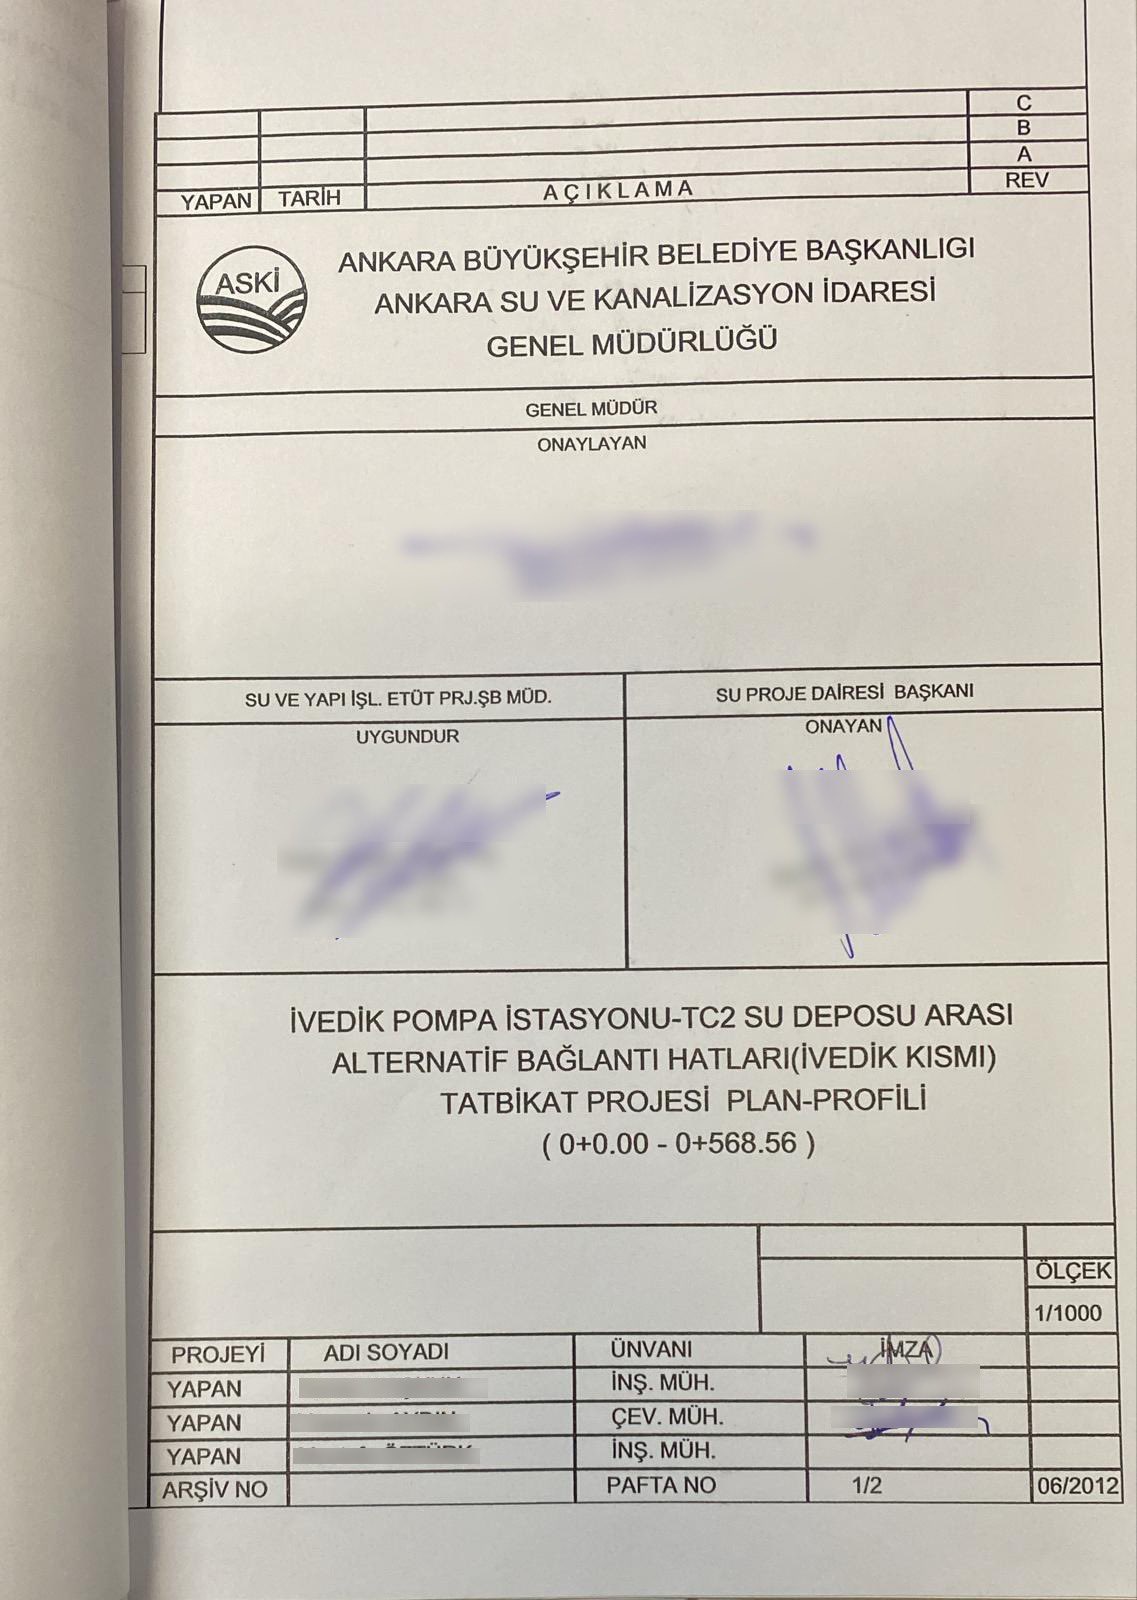 C
B
A
YAPAN TARİH AÇIKLAMA REV
ASKİ
ANKARA BÜYÜKŞEHİR BELEDİYE BAŞKANLIGI
ANKARA SU VE KANALİZASYON İDARESİ
GENEL MÜDÜRLÜĞÜ
GENEL MÜDÜR
ONAYLAYAN
SU VE YAPI İŞL. ETÜT PRJ.ŞB MÜD. SU PROJE DAİRESİ BAŞKANI
UYGUNDUR ONAYAN
İVEDİK POMPA İSTASYONU-TC2 SU DEPOSU ARASI
ALTERNATİF BAĞLANTI HATLARI(İVEDİK KISMI)
TATBİKAT PROJESİ PLAN-PROFİLİ
( 0+0.00 - 0+568.56 )
ÖLÇEK
1/1000
PROJEYİ ADI SOYADI ÜNVANI İMZA
YAPAN İNŞ. MÜH.
YAPAN ÇEV. MÜH.
YAPAN İNŞ. MÜH.
ARŞİV NO PAFTA NO 1/2 06/2012